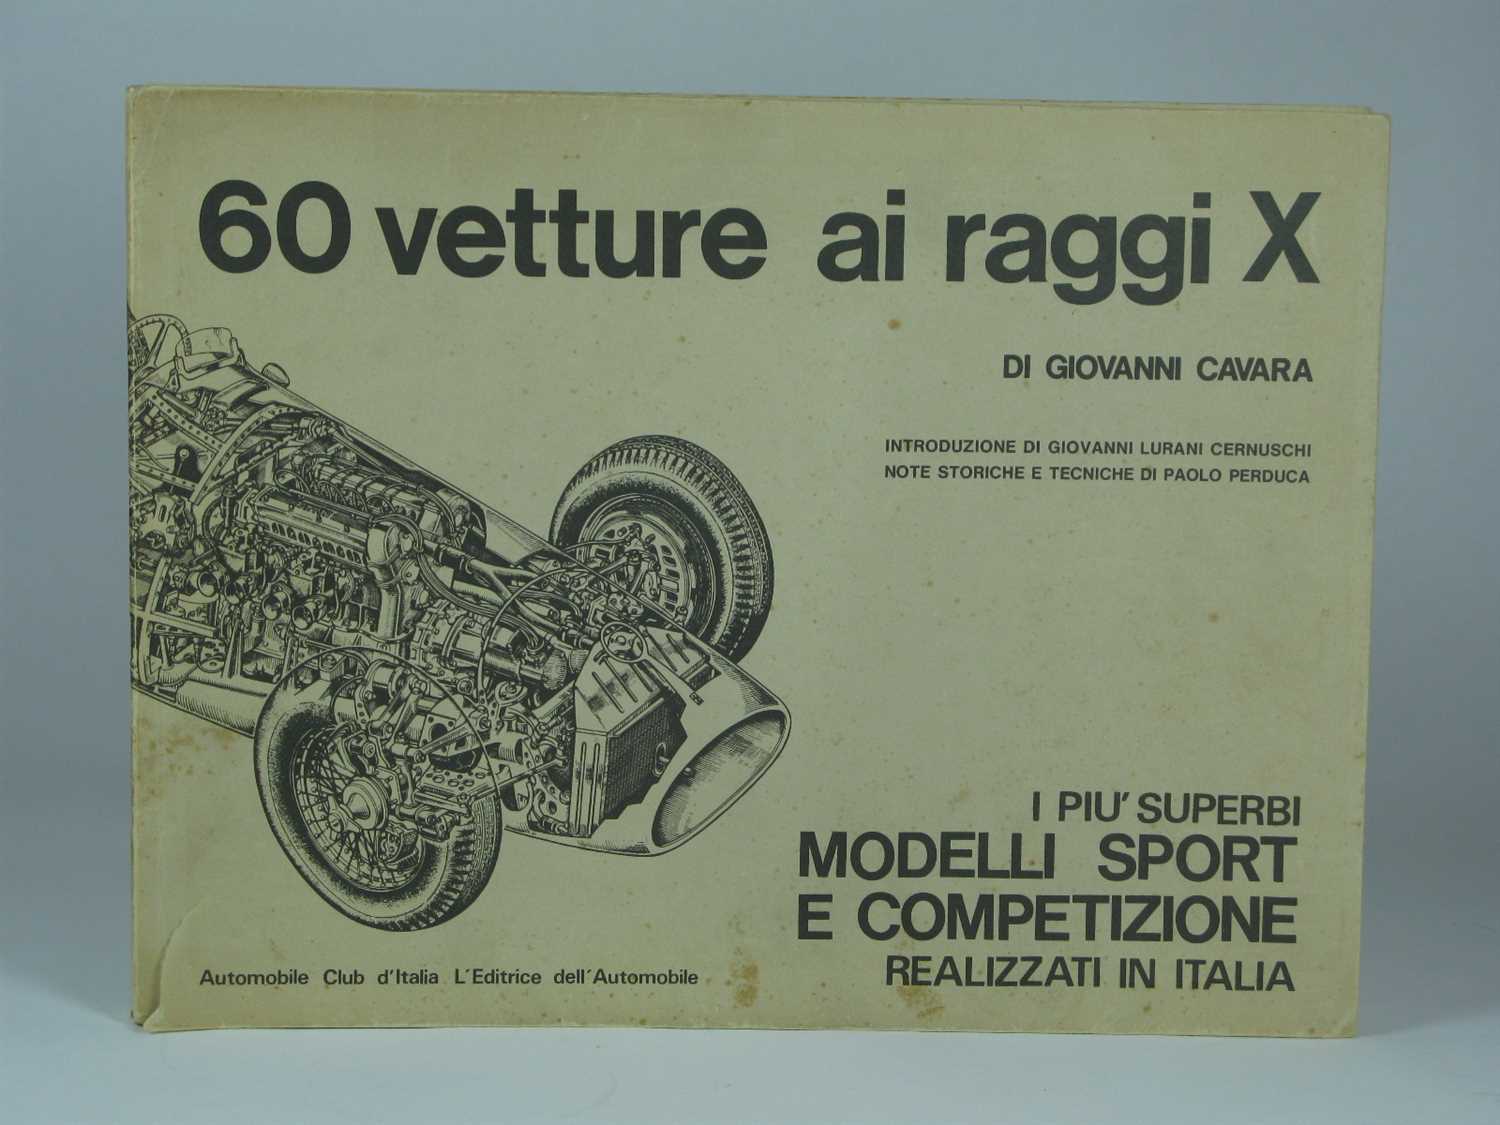 60 vetture ai raggi X
DI GIOVANNI CAVARA
INTRODUZIONE DI GIOVANNI LURANI CERNUSCHI
NOTE STORICHE E TECNICHE DI PAOLO PERDUCA
I PIU' SUPERBI
MODELLI SPORT
E COMPETIZIONE
REALIZZATI IN ITALIA
Automobile Club d'Italia L'Editrice dell'Automobile